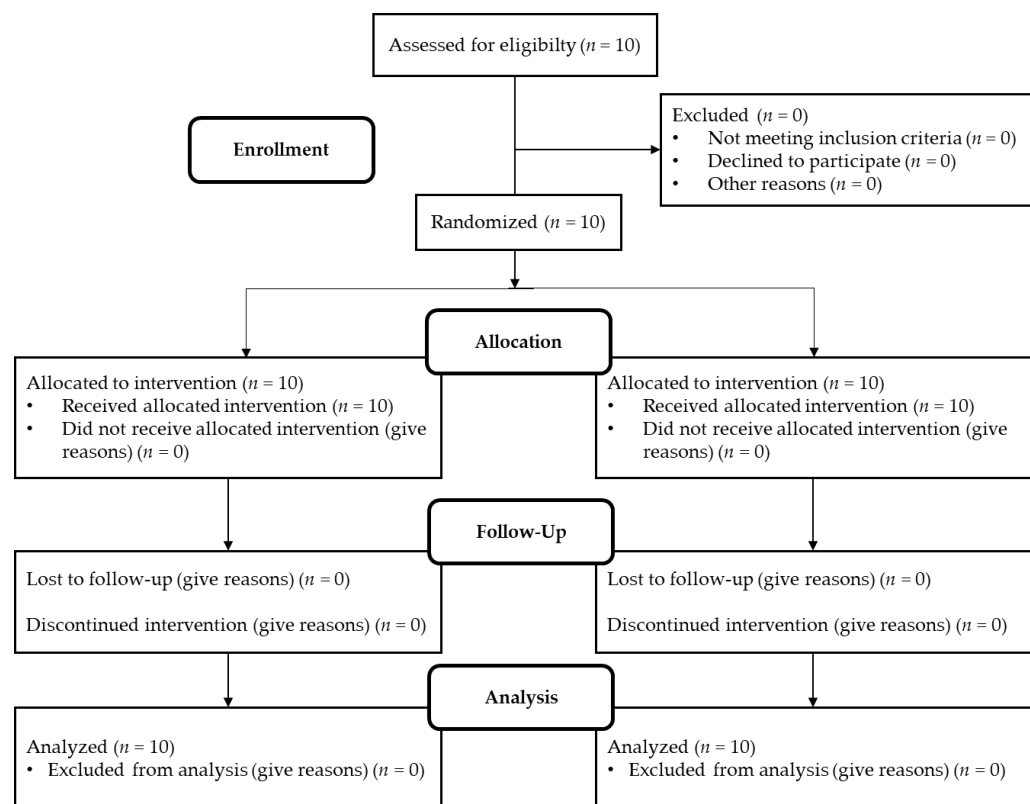 Assessed for eligibilty (n = 10)
Excluded (n = 0)
• Not meeting inclusion criteria (n = 0)
• Declined to participate (n = 0)
• Other reasons (n = 0)
Enrollment
Randomized (n = 10)
Allocation
Allocated to intervention (n = 10)
• Received allocated intervention (n = 10)
• Did not receive allocated intervention (give
reasons) (n = 0)
Allocated to intervention (n = 10)
• Received allocated intervention (n = 10)
• Did not receive allocated intervention (give
reasons) (n = 0)
Follow-Up
Lost to follow-up (give reasons) (n = 0)
Discontinued intervention (give reasons) (n = 0)
Lost to follow-up (give reasons) (n = 0)
Discontinued intervention (give reasons) (n = 0)
Analysis
Analyzed (n = 10)
• Excluded from analysis (give reasons) (n = 0)
Analyzed (n = 10)
• Excluded from analysis (give reasons) (n = 0)